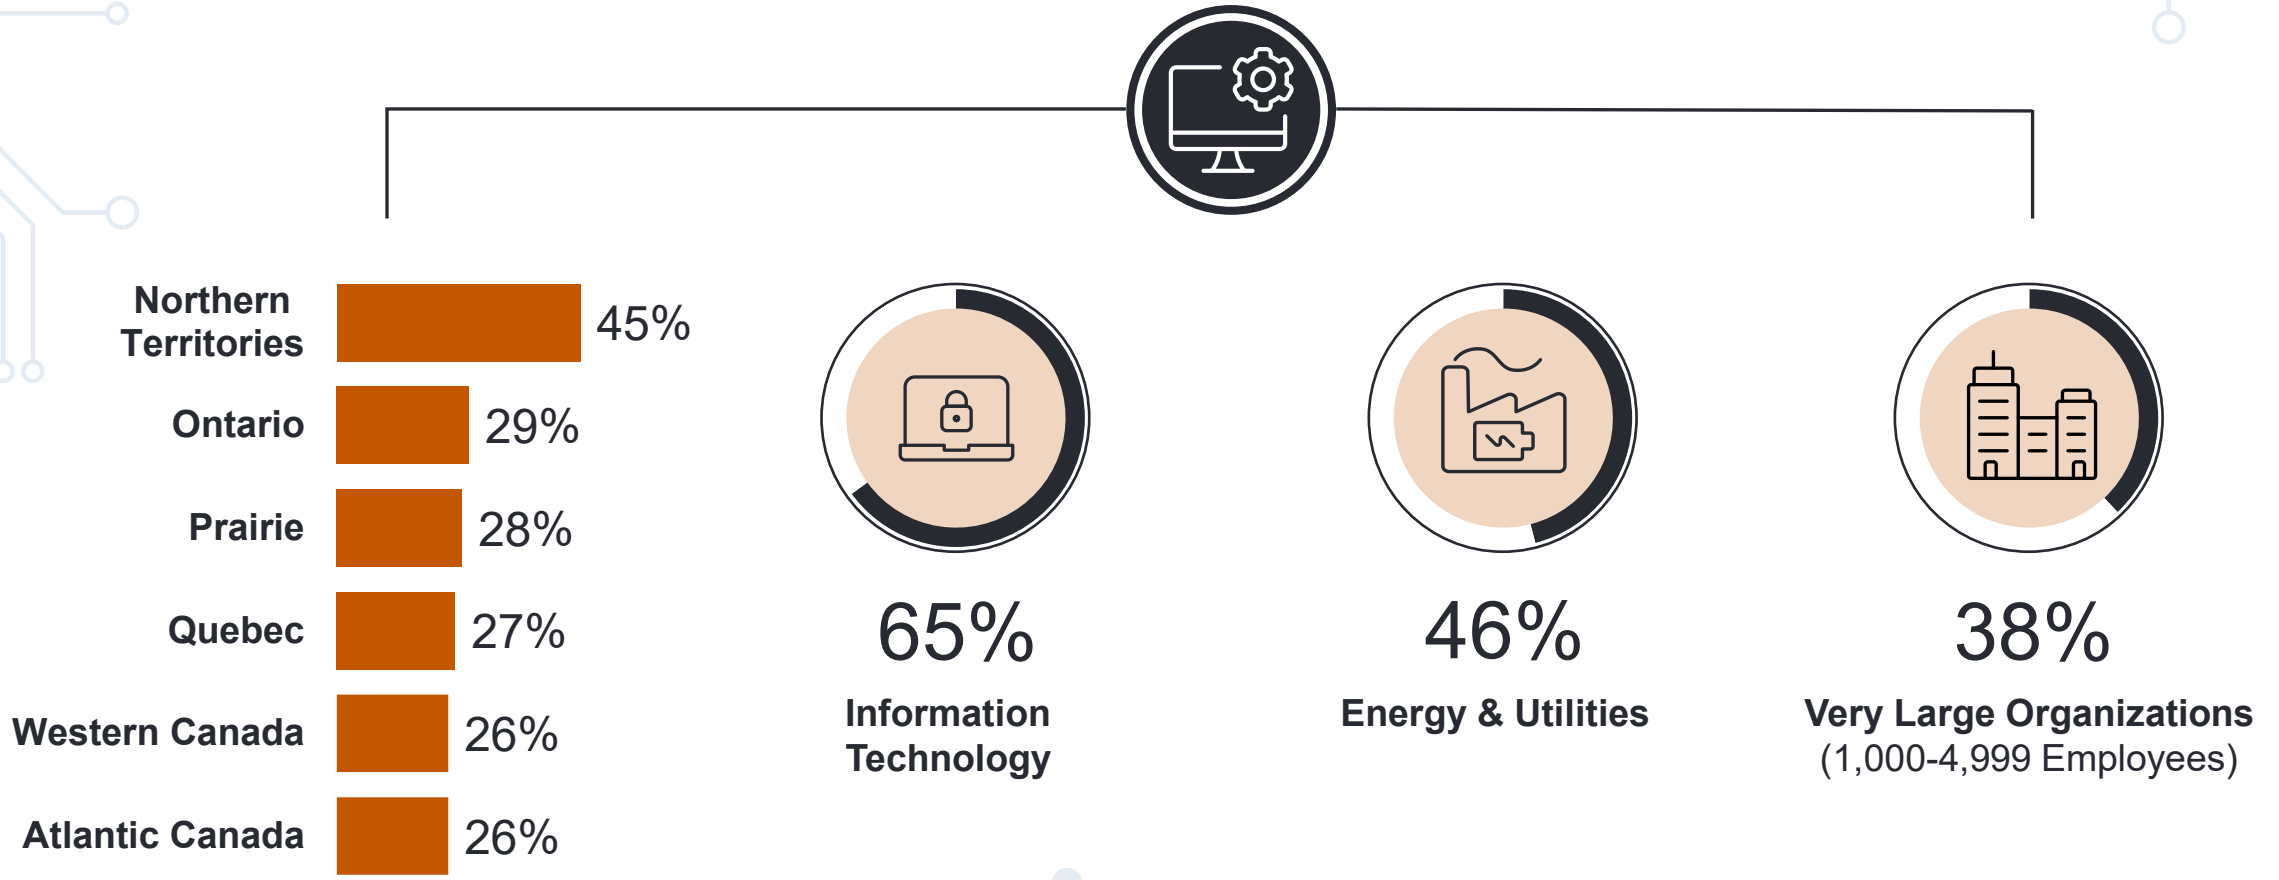 Northern
Territories
45%
Ontario
29%
Prairie
28%
Quebec
27%
Western Canada
26%
Atlantic Canada
26%
65%
Information
Technology
46%
Energy & Utilities
38%
Very Large Organizations
(1,000-4,999 Employees)